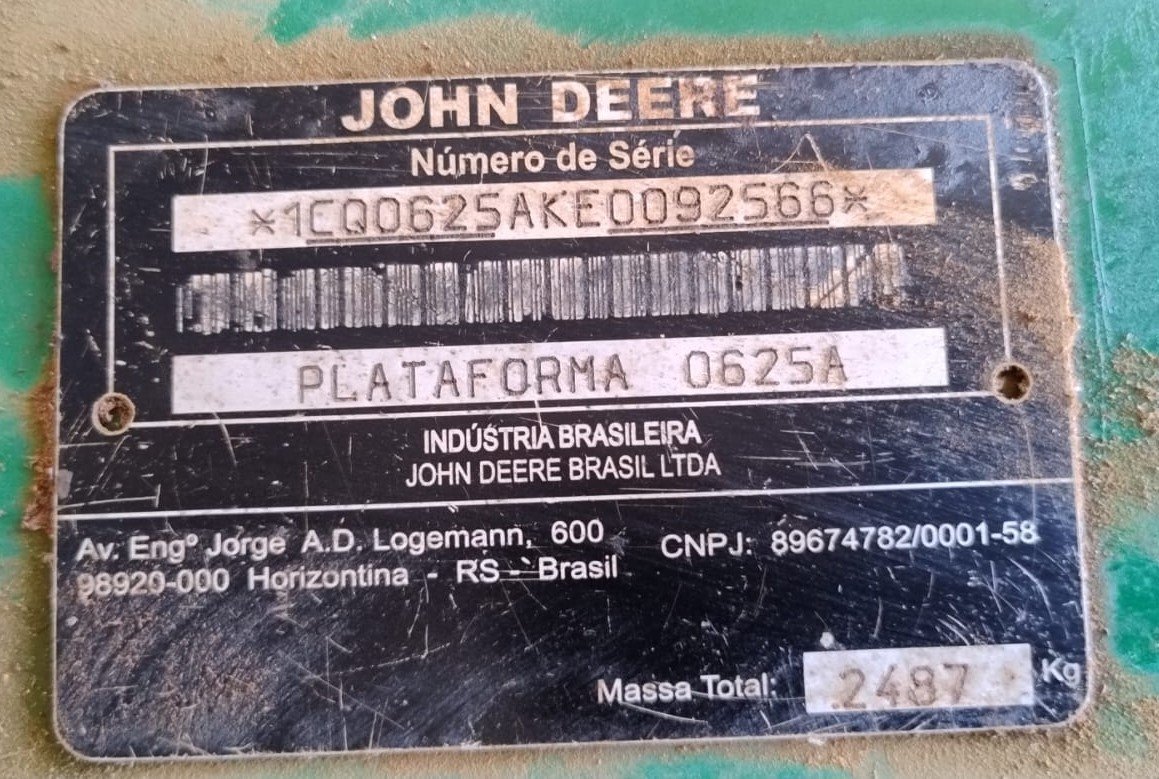 JOHN DEERE
Número de Série
*1CQ0625AKE0092566*
PLATAFORMA 0625A
INDÚSTRIA BRASILEIRA
JOHN DEERE BRASIL LTDA
Av. Engº Jorge A.D. Logemann, 600
98920-000 Horizontina - RS - Brasil
CNPJ: 89674782/0001-58
Massa Total: 2487 Kg